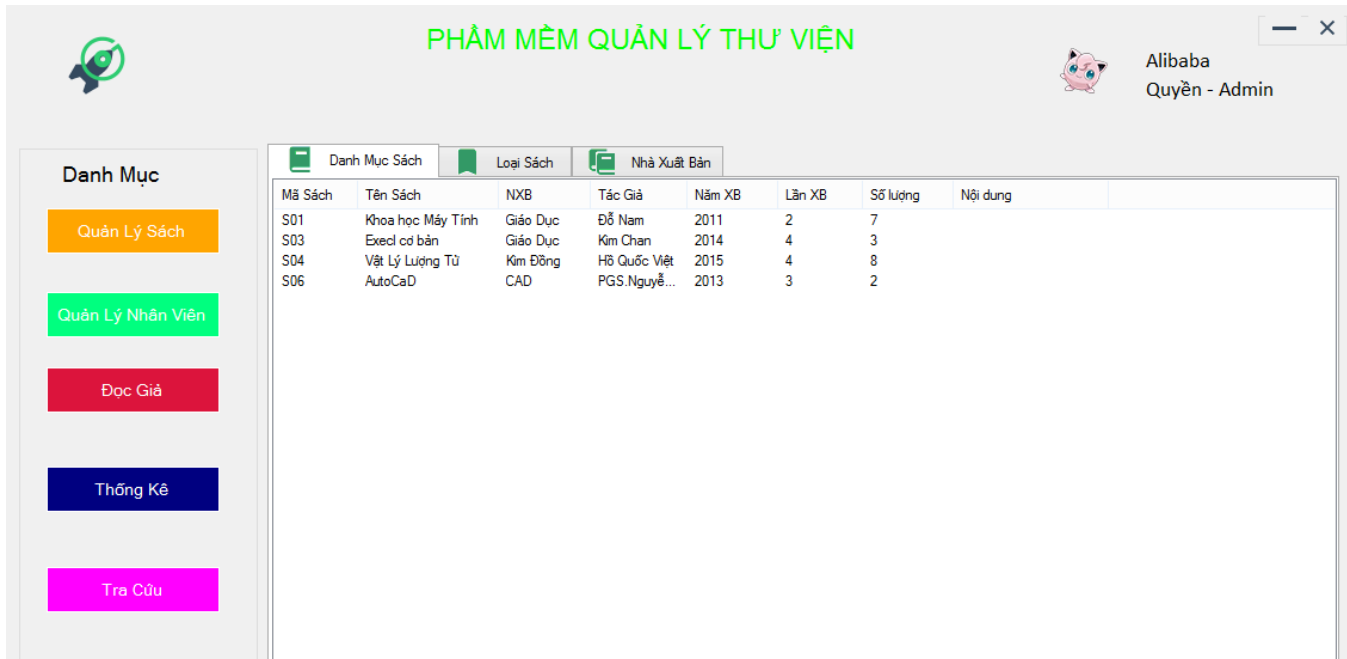 PHẦM MỀM QUẢN LÝ THƯ VIỆN
Alibaba
Quyền - Admin
Danh Mục
Quản Lý Sách
Quản Lý Nhân Viên
Đọc Giả
Thống Kê
Tra Cứu
Danh Mục Sách Loại Sách Nhà Xuất Bản
Mã Sách Tên Sách NXB Tác Giả Năm XB Lần XB Số lượng Nội dung
S01 Khoa học Máy Tính Giáo Dục Đỗ Nam 2011 2 7
S03 Execl cơ bản Giáo Dục Kim Chan 2014 4 3
S04 Vật Lý Lượng Tử Kim Đồng Hồ Quốc Việt 2015 4 8
S06 AutoCaD CAD PGS.Nguyễ... 2013 3 2